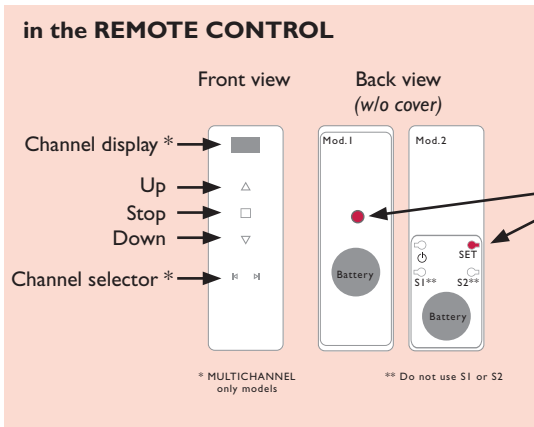 in the REMOTE CONTROL
Front view
Back view
(w/o cover)
Channel display *
Up
Stop
Down
Channel selector *
Mod.1
Battery
Mod.2
SET
S1** S2**
Battery
* MULTICHANNEL
only models
** Do not use S1 or S2